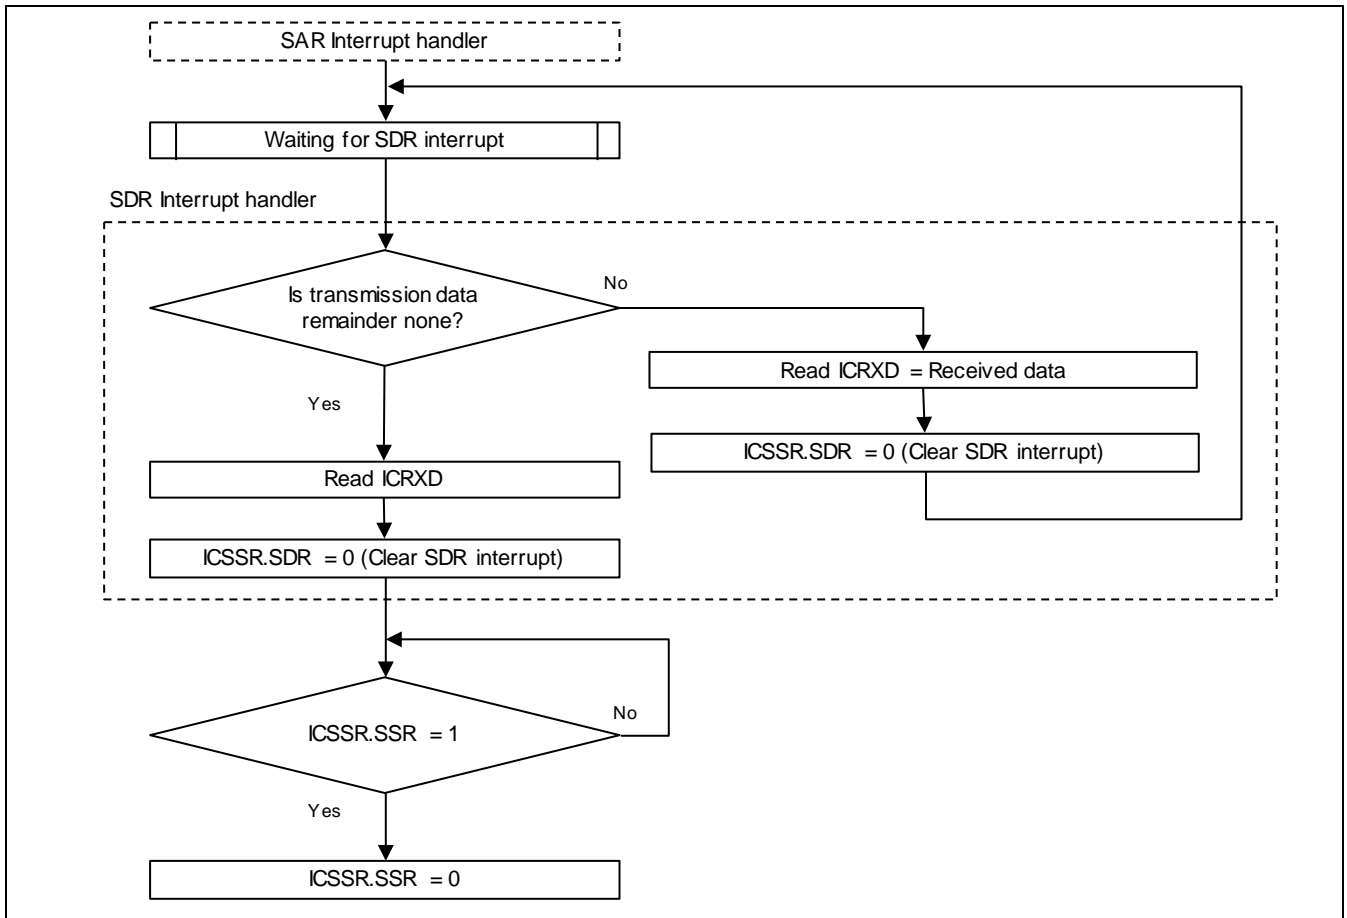 SAR Interrupt handler
Waiting for SDR interrupt
SDR Interrupt handler
Is transmission data
remainder none?
No
Read ICRXD = Received data
ICSSR.SDR = 0 (Clear SDR interrupt)
Yes
Read ICRXD
ICSSR.SDR = 0 (Clear SDR interrupt)
ICSSR.SSR = 1
No
Yes
ICSSR.SSR = 0